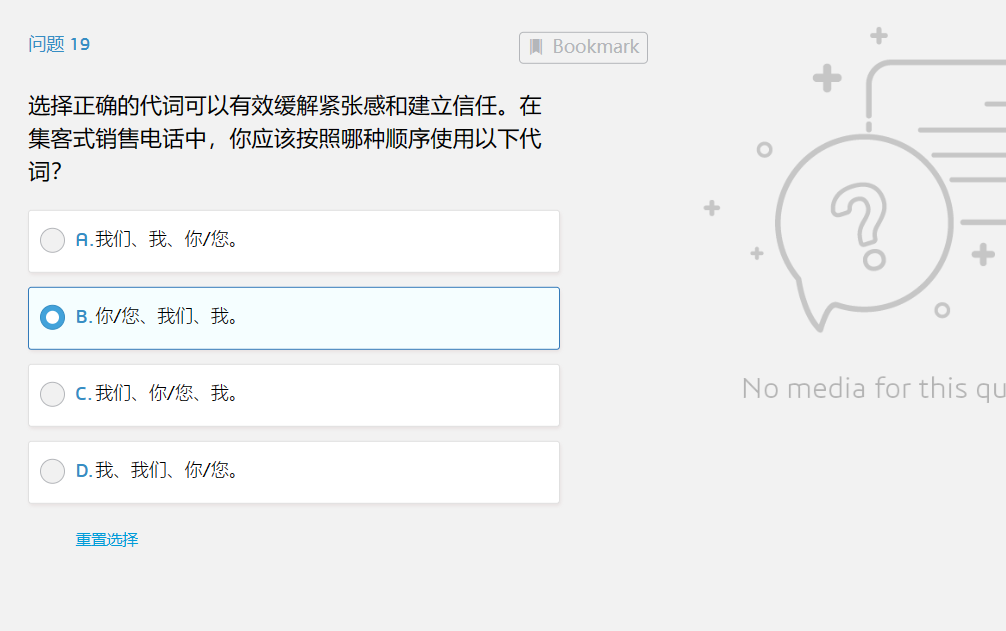 问题 19
Bookmark
选择正确的代词可以有效缓解紧张感和建立信任。在
集客式销售电话中，你应该按照哪种顺序使用以下代
词？
A.我们、我、你/您。
B.你/您、我们、我。
C.我们、你/您、我。
D.我、我们、你/您。
重置选择
No media for this qu